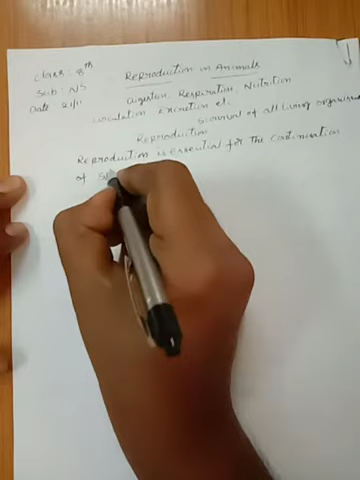 Class : 8th
Reproduction in Animals
Sub : NS
Date 21/11
digestion, Respiration, Nutrition
circulation Excretion etc.
survival of all living organisms
Reproduction
Reproduction is essential for the continuation
of